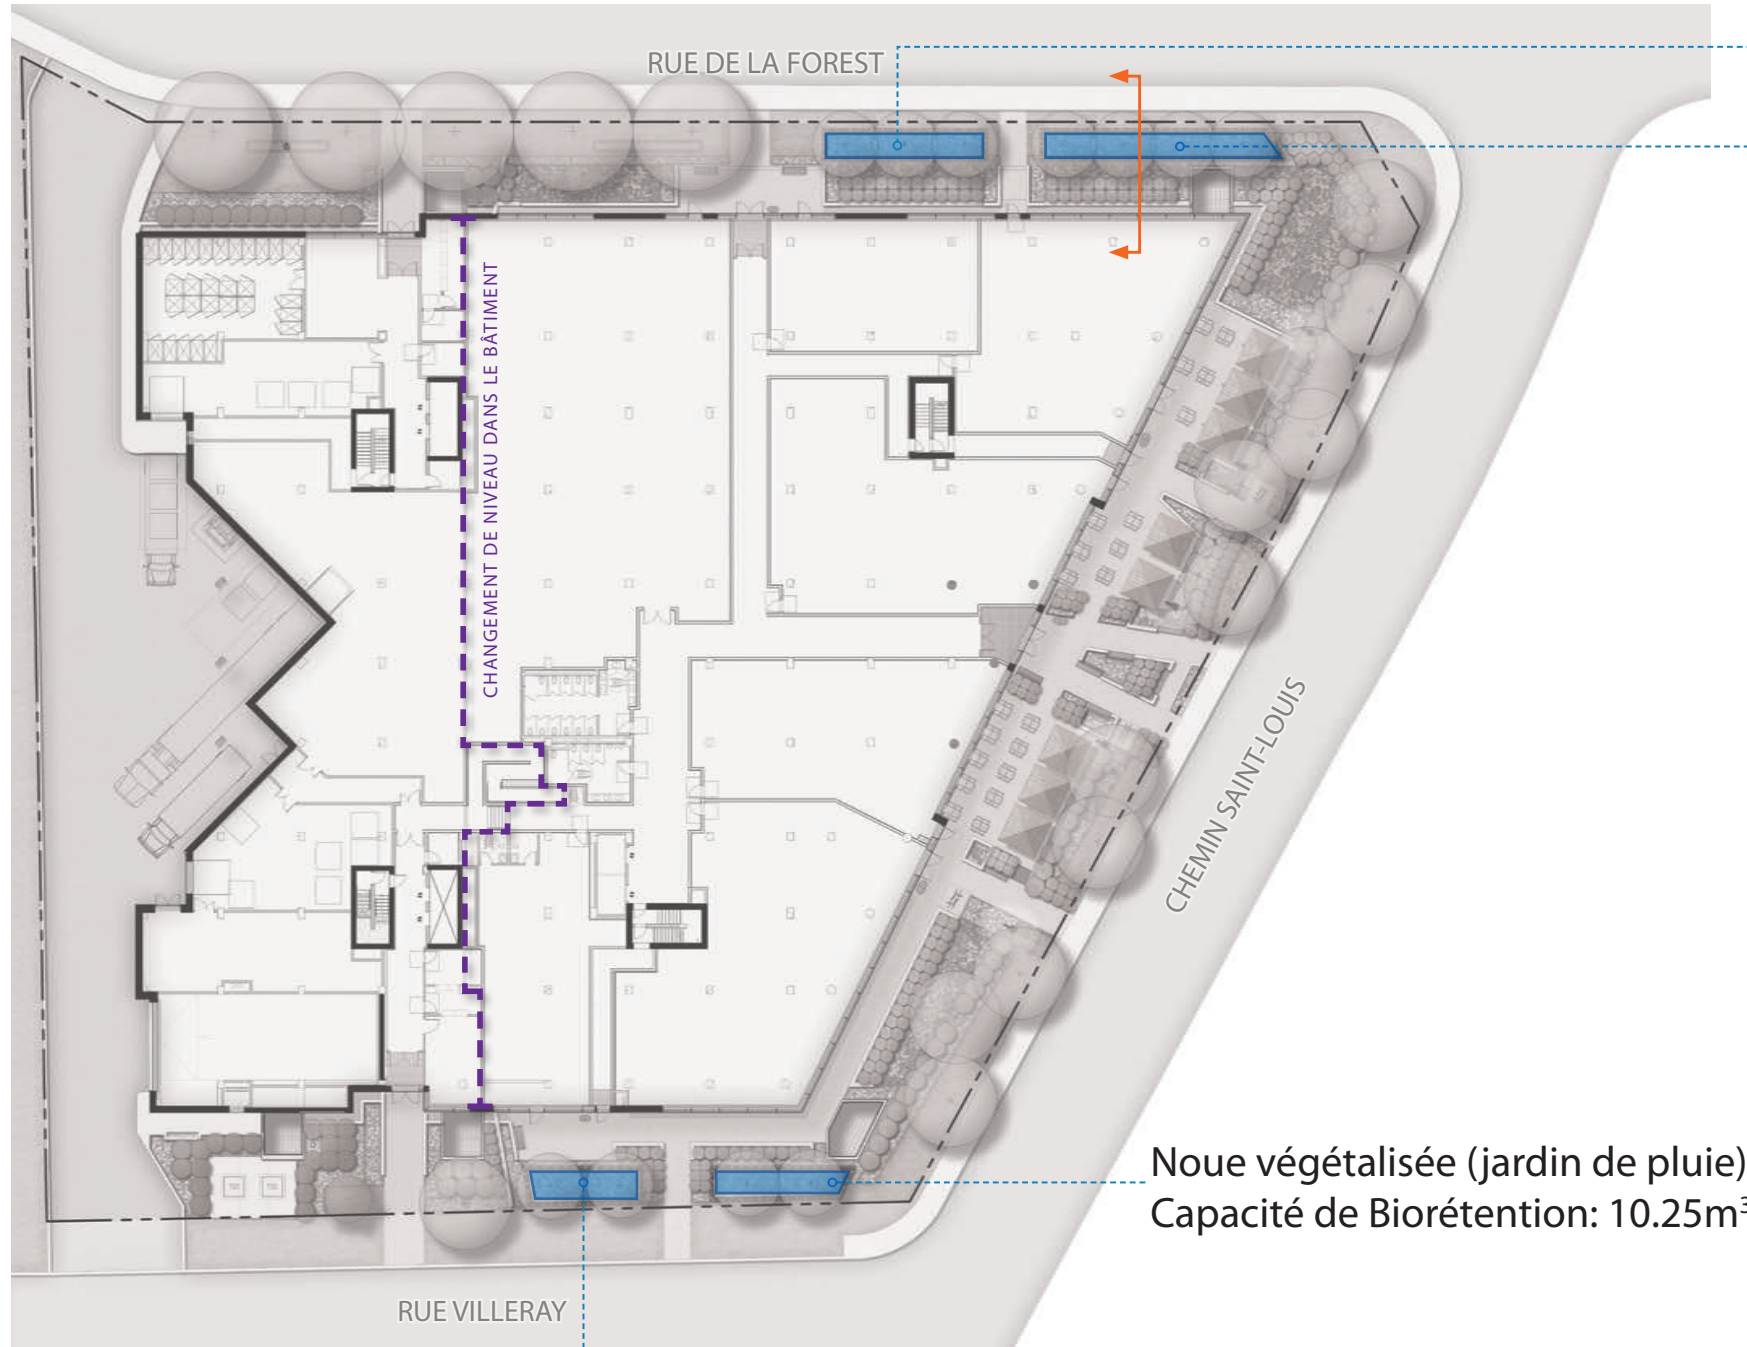 RUE DE LA FOREST
CHANGEMENT DE NIVEAU DANS LE BÂTIMENT
CHEMIN SAINT-LOUIS
Noue végétalisée (jardin de pluie)
Capacité de Biorétention: 10.25m³
RUE VILLERAY